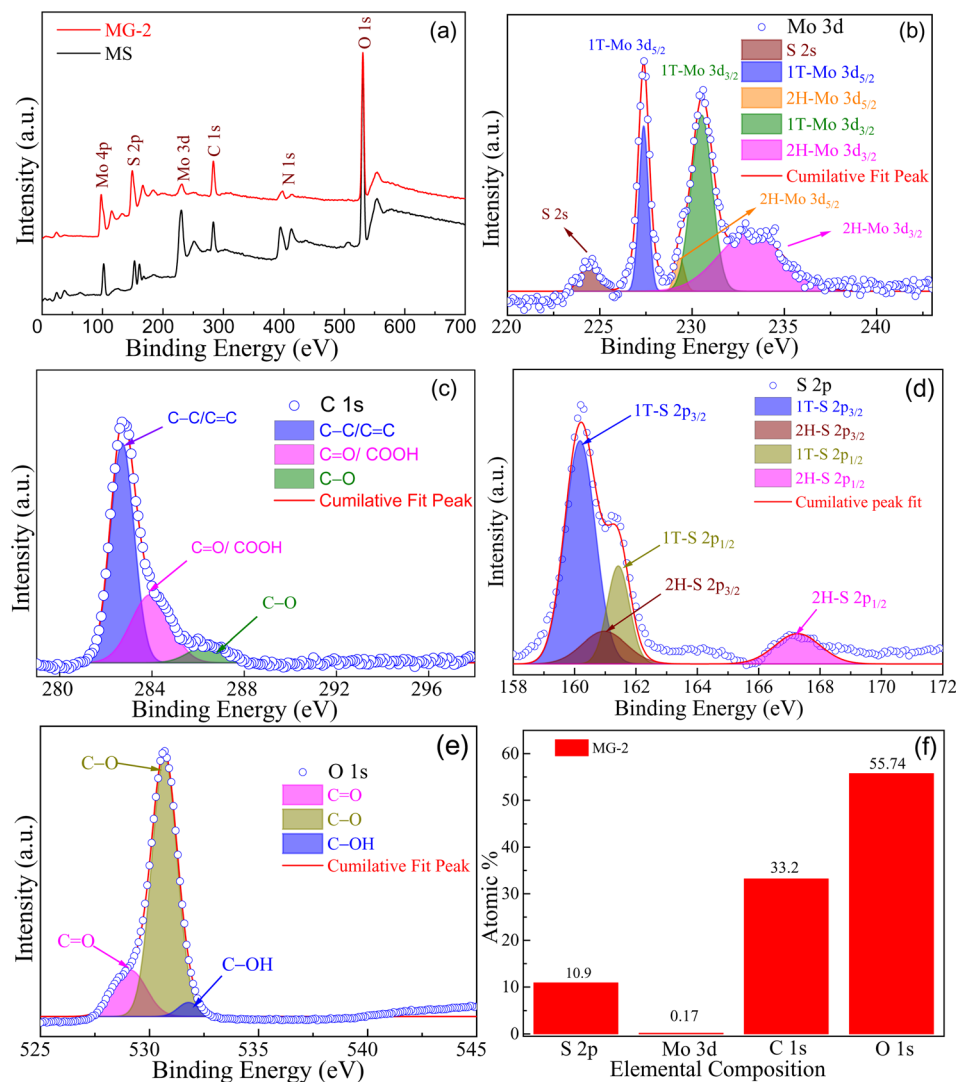 (a)
MG-2
MS
Mo 4p
S 2p
Mo 3d
C 1s
N 1s
O 1s
Intensity (a.u.)
0 100 200 300 400 500 600 700
Binding Energy (eV)
(b)
Mo 3d
S 2s
1T-Mo 3d5/2
2H-Mo 3d5/2
1T-Mo 3d3/2
2H-Mo 3d3/2
Cumilative Fit Peak
1T-Mo 3d5/2
1T-Mo 3d3/2
2H-Mo 3d5/2
S 2s
2H-Mo 3d3/2
Intensity (a.u.)
220 225 230 235 240
Binding Energy (eV)
(c)
C 1s
C−C/C=C
C=O/ COOH
C−O
Cumilative Fit Peak
C−C/C=C
C=O/ COOH
C−O
Intensity (a.u.)
280 284 288 292 296
Binding Energy (eV)
(d)
S 2p
1T-S 2p3/2
2H-S 2p3/2
1T-S 2p1/2
2H-S 2p1/2
Cumilative peak fit
1T-S 2p3/2
1T-S 2p1/2
2H-S 2p3/2
2H-S 2p1/2
Intensity (a.u.)
158 160 162 164 166 168 170 172
Binding Energy (eV)
(e)
O 1s
C=O
C−O
C−OH
Cumilative Fit Peak
C−O
C=O
C−OH
Intensity (a.u.)
525 530 535 540 545
Binding Energy (eV)
(f)
MG-2
60
50
40
30
20
10
0
Atomic %
10.9
0.17
33.2
55.74
S 2p Mo 3d C 1s O 1s
Elemental Composition